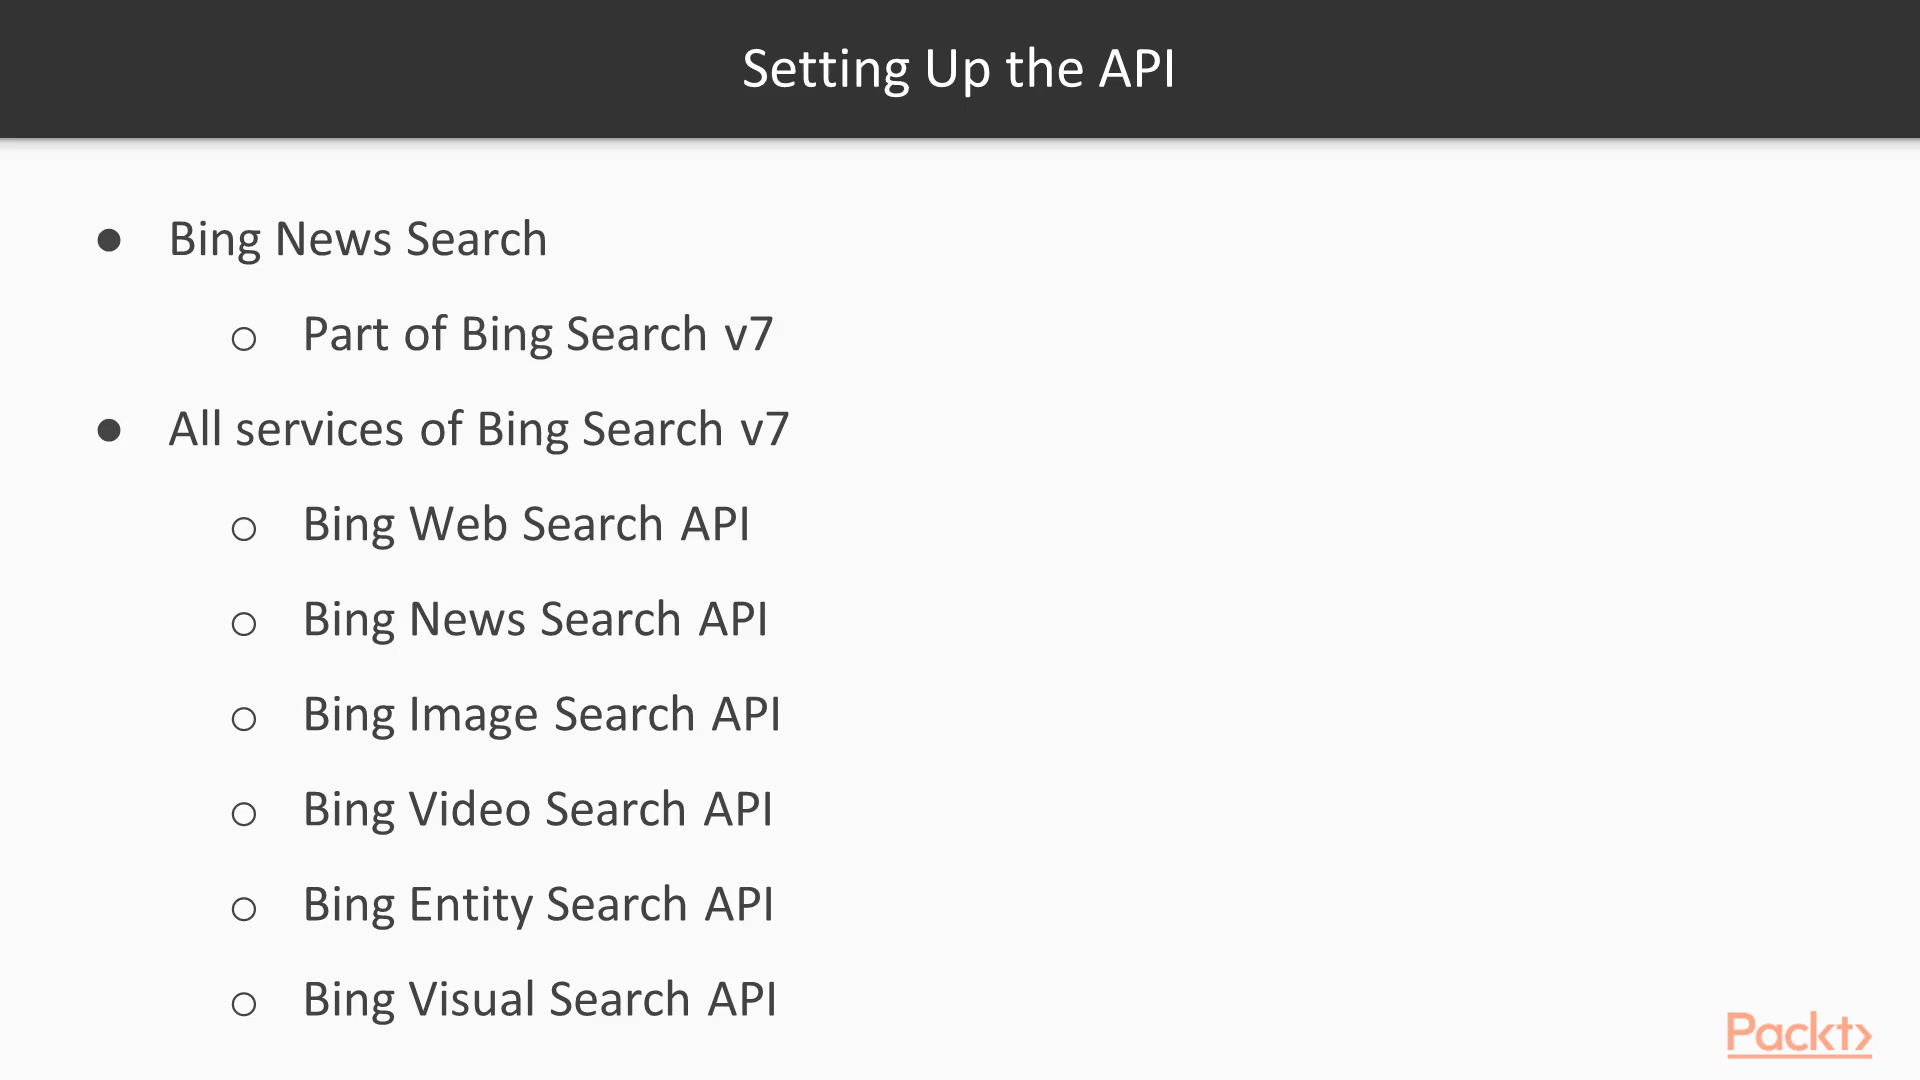 Setting Up the API
● Bing News Search
○ Part of Bing Search v7
● All services of Bing Search v7
○ Bing Web Search API
○ Bing News Search API
○ Bing Image Search API
○ Bing Video Search API
○ Bing Entity Search API
○ Bing Visual Search API
Packt>